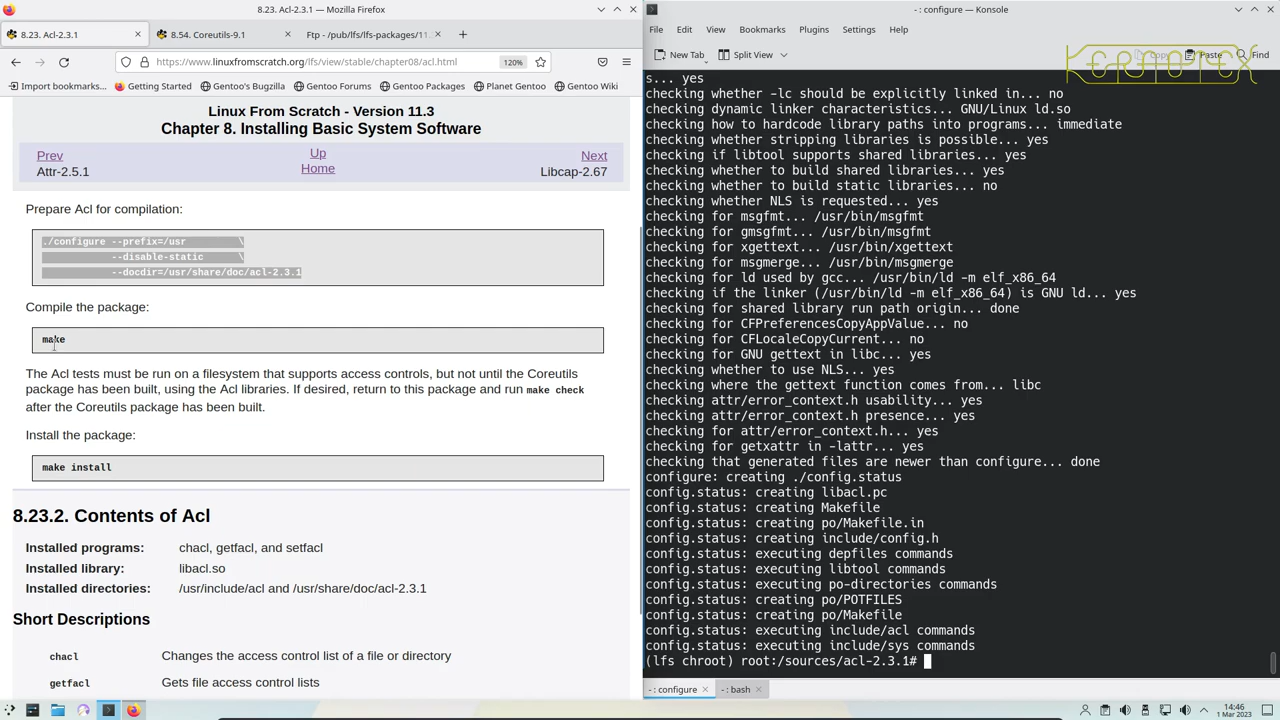 8.23. Acl-2.3.1 — Mozilla Firefox
8.23. Acl-2.3.1
8.54. Coreutils-9.1
Ftp - /pub/lfs/lfs-packages/11.
https://www.linuxfromscratch.org/lfs/view/stable/chapter08/acl.html
120%
Import bookmarks...
Getting Started
Gentoo's Bugzilla
Gentoo Forums
Gentoo Packages
Planet Gentoo
Gentoo Wiki
Linux From Scratch - Version 11.3
Chapter 8. Installing Basic System Software
Prev
Up
Next
Attr-2.5.1
Home
Libcap-2.67
Prepare Acl for compilation:
./configure --prefix=/usr \
--disable-static \
--docdir=/usr/share/doc/acl-2.3.1
Compile the package:
make
The Acl tests must be run on a filesystem that supports access controls, but not until the Coreutils
package has been built, using the Acl libraries. If desired, return to this package and run make check
after the Coreutils package has been built.
Install the package:
make install
8.23.2. Contents of Acl
Installed programs: chacl, getfacl, and setfacl
Installed library: libacl.so
Installed directories: /usr/include/acl and /usr/share/doc/acl-2.3.1
Short Descriptions
chacl Changes the access control list of a file or directory
getfacl Gets file access control lists
- : configure — Konsole
File Edit View Bookmarks Plugins Settings Help
New Tab
Split View
Copy
Paste
Find
KERNOTEX
s... yes
checking whether -lc should be explicitly linked in... no
checking dynamic linker characteristics... GNU/Linux ld.so
checking how to hardcode library paths into programs... immediate
checking whether stripping libraries is possible... yes
checking if libtool supports shared libraries... yes
checking whether to build shared libraries... yes
checking whether to build static libraries... no
checking whether NLS is requested... yes
checking for msgfmt... /usr/bin/msgfmt
checking for gmsgfmt... /usr/bin/msgfmt
checking for xgettext... /usr/bin/xgettext
checking for msgmerge... /usr/bin/msgmerge
checking for ld used by gcc... /usr/bin/ld -m elf_x86_64
checking if the linker (/usr/bin/ld -m elf_x86_64) is GNU ld... yes
checking for shared library run path origin... done
checking for CFPreferencesCopyAppValue... no
checking for CFLocaleCopyCurrent... no
checking for GNU gettext in libc... yes
checking whether to use NLS... yes
checking where the gettext function comes from... libc
checking attr/error_context.h usability... yes
checking attr/error_context.h presence... yes
checking for attr/error_context.h... yes
checking for getxattr in -lattr... yes
checking that generated files are newer than configure... done
configure: creating ./config.status
config.status: creating libacl.pc
config.status: creating Makefile
config.status: creating po/Makefile.in
config.status: creating include/config.h
config.status: executing depfiles commands
config.status: executing libtool commands
config.status: executing po-directories commands
config.status: creating po/POTFILES
config.status: creating po/Makefile
config.status: executing include/acl commands
config.status: executing include/sys commands
(lfs chroot) root:/sources/acl-2.3.1#
- : configure
- : bash
14:46
1 Mar 2023